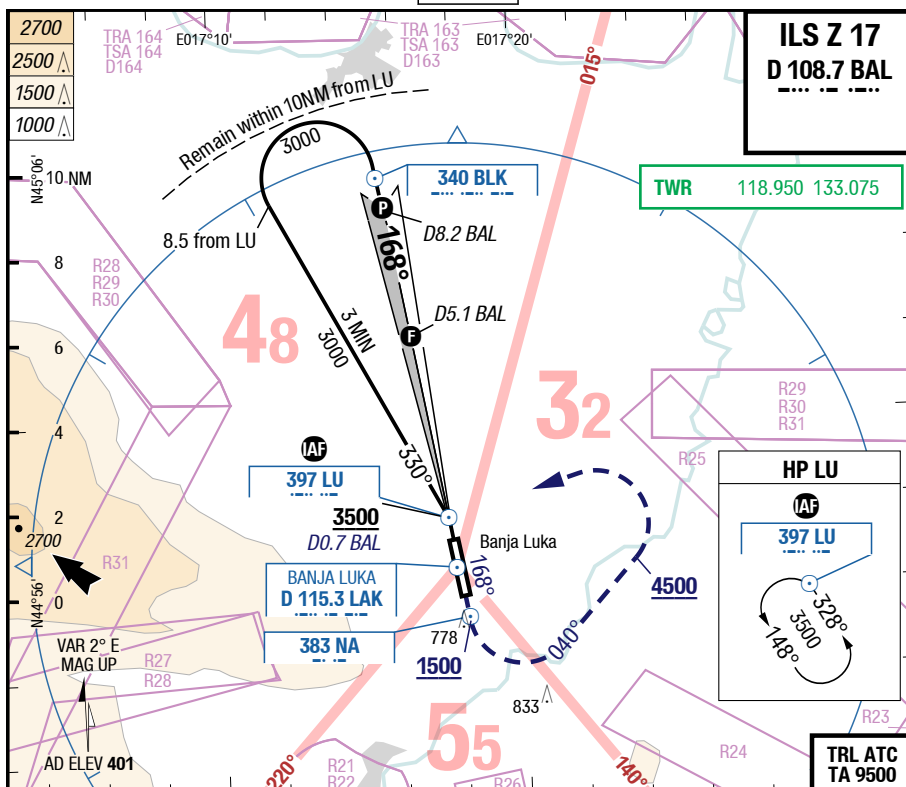 2700
2500
1500
1000
TRA 164
TSA 164
D164
E017°10'
TRA 163
TSA 163
D163
E017°20'
015°
ILS Z 17
D 108.7 BAL
Remain within 10NM from LU
3000
N45°06'
10 NM
340 BLK
TWR 118.950 133.075
P
D8.2 BAL
168°
8.5 from LU
8
R28
R29
R30
F
D5.1 BAL
3 MIN
3000
48
6
32
R29
R30
R31
4
R25
IAF
397 LU
330°
HP LU
IAF
397 LU
3500
D0.7 BAL
2
2700
Banja Luka
R31
BANJA LUKA
D 115.3 LAK
168°
4500
328°
3500
148°
N44°56'
0
383 NA
778
040°
1500
VAR 2° E
MAG UP
R27
R28
833
55
R23
R24
AD ELEV 401
220°
R21
R22
R26
140°
TRL ATC
TA 9500